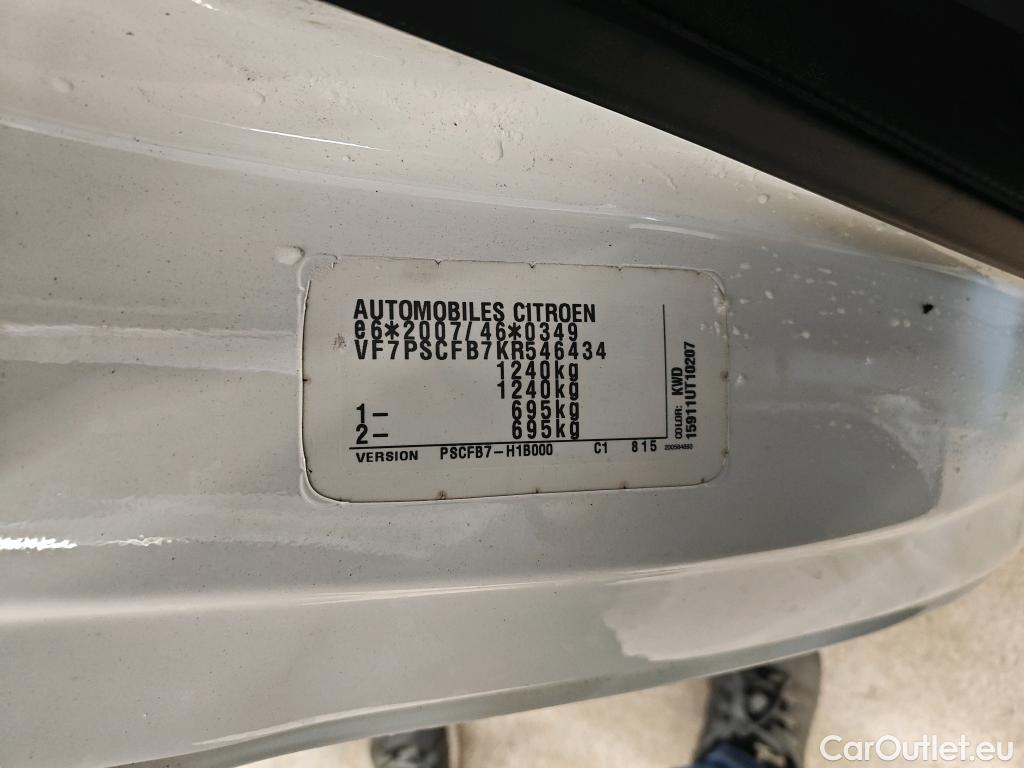 AUTOMOBILES CITROEN
e6*2007/46*0349
VF7PSCFB7KR546434
1240kg
1240kg
1- 695kg
2- 695kg
VERSION PSCFB7-H1B000 C1 815
COLOR: KWD
15911UT10207
CarOutlet.eu